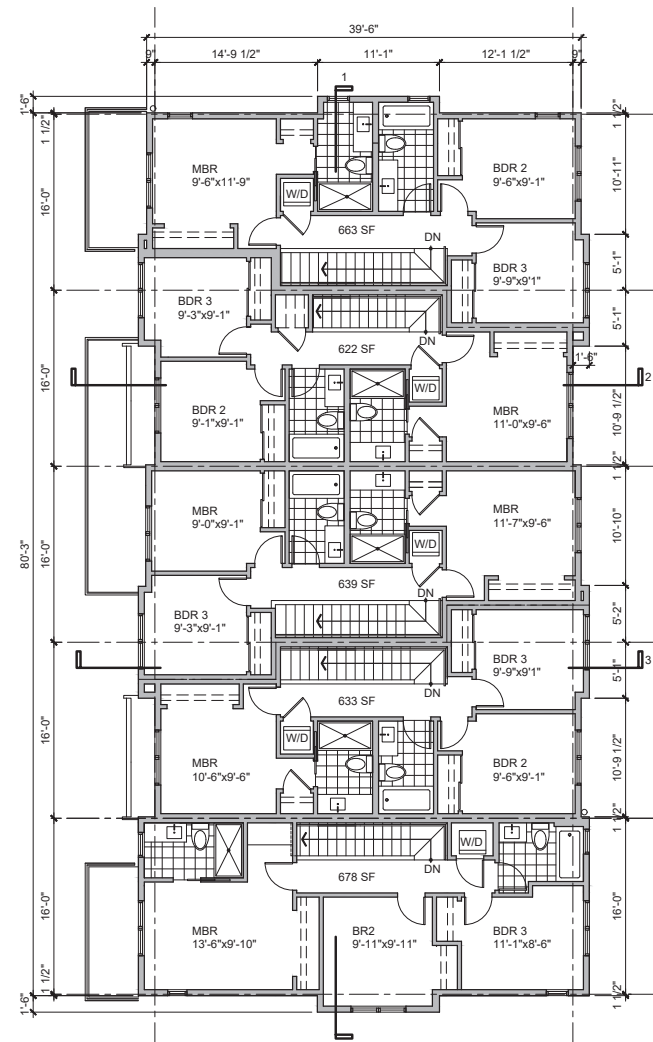 39'-6"
9"
14'-9 1/2"
11'-1"
12'-1 1/2"
9"
1
1'-6"
1 1/2"
1 1/2"
MBR
9'-6"x11'-9"
BDR 2
9'-6"x9'-1"
16'-0"
10'-11"
W/D
663 SF
DN
BDR 3
9'-9"x9'1"
5'-1"
BDR 3
9'-3"x9'-1"
5'-1"
622 SF
DN
1'-6"
16'-0"
W/D
2
BDR 2
9'-1"x9'-1"
MBR
11'-0"x9'-6"
10'-9 1/2"
1 1/2"
MBR
9'-0"x9'-1"
MBR
11'-7"x9'-6"
10'-10"
80'-3"
16'-0"
W/D
639 SF
DN
BDR 3
9'-3"x9'-1"
5'-2"
BDR 3
9'-9"x9'1"
3
5'-1"
DN
633 SF
16'-0"
W/D
MBR
10'-6"x9'-6"
BDR 2
9'-6"x9'-1"
10'-9 1/2"
1 1/2"
1 1/2"
W/D
DN
678 SF
16'-0"
16'-0"
MBR
13'-6"x9'-10"
BR2
9'-11"x9'-11"
BDR 3
11'-1"x8'-6"
1 1/2"
1 1/2"
1'-6"